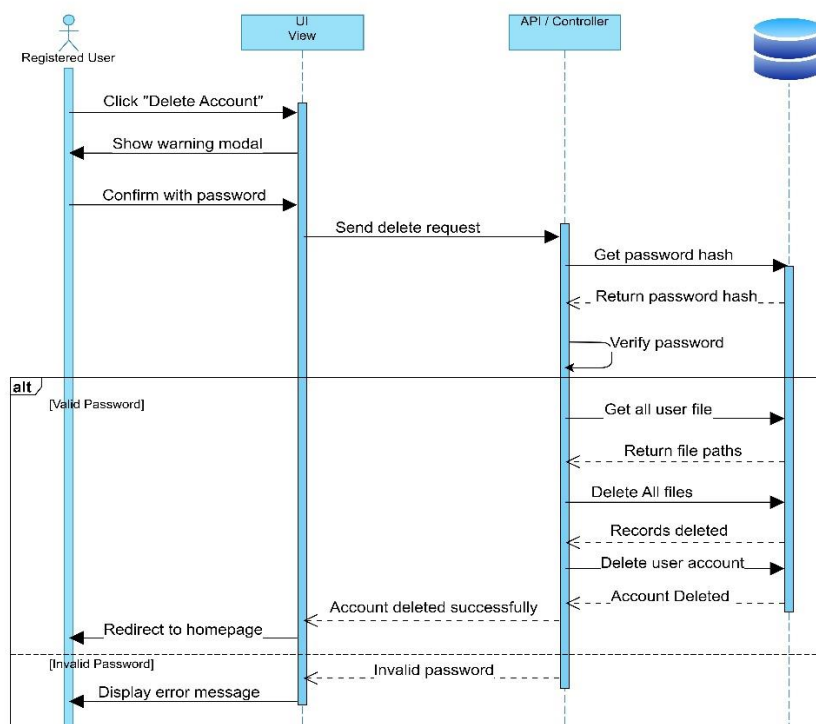 UI
View
API / Controller
Registered User
Click "Delete Account"
Show warning modal
Confirm with password
Send delete request
Get password hash
Return password hash
Verify password
alt
[Valid Password]
Get all user file
Return file paths
Delete All files
Records deleted
Delete user account
Account Deleted
Account deleted successfully
Redirect to homepage
[Invalid Password]
Invalid password
Display error message